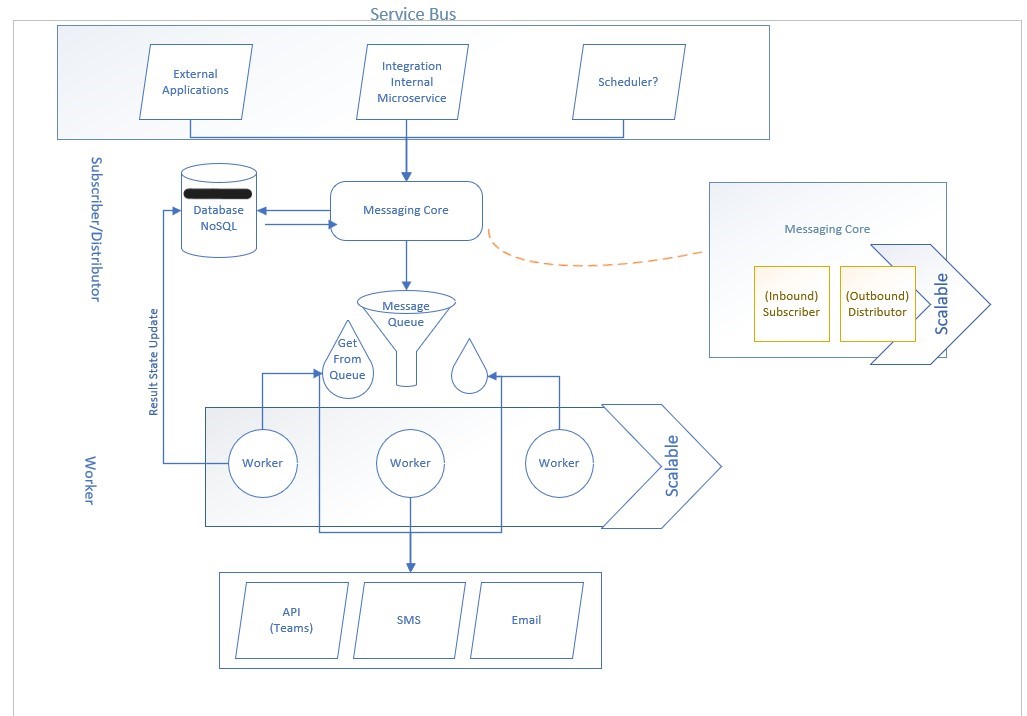 Service Bus
External
Applications
Integration
Internal
Microservice
Scheduler?
Subscriber/Distributor
Database
NoSQL
Messaging Core
Messaging Core
(Inbound)
Subscriber
(Outbound)
Distributor
Scalable
Message
Queue
Get
From
Queue
Result State Update
Worker
Worker
Worker
Worker
Scalable
API
(Teams)
SMS
Email